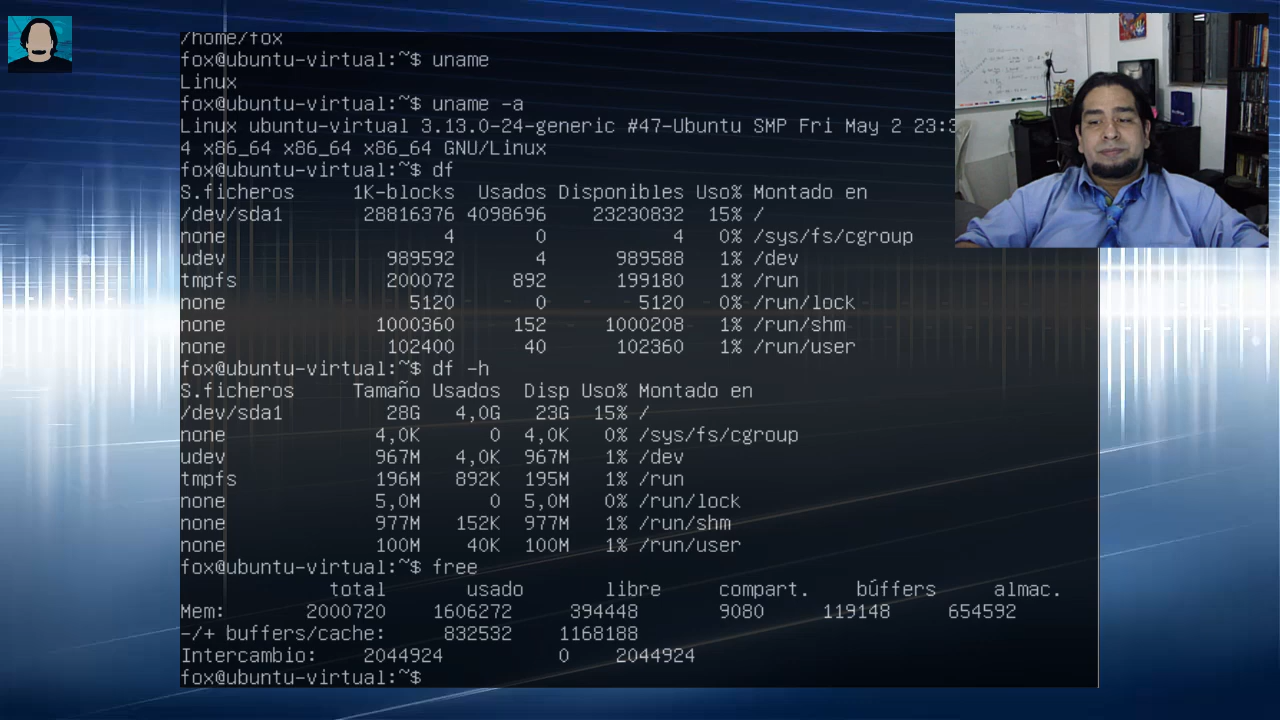 /home/fox
fox@ubuntu-virtual:~$ uname
Linux
fox@ubuntu-virtual:~$ uname -a
Linux ubuntu-virtual 3.13.0-24-generic #47-Ubuntu SMP Fri May 2 23:3
4 x86_64 x86_64 x86_64 GNU/Linux
fox@ubuntu-virtual:~$ df
S.ficheros 1K-blocks Usados Disponibles Uso% Montado en
/dev/sda1 28816376 4098696 23230832 15% /
none 4 0 4 0% /sys/fs/cgroup
udev 989592 4 989588 1% /dev
tmpfs 200072 892 199180 1% /run
none 5120 0 5120 0% /run/lock
none 1000360 152 1000208 1% /run/shm
none 102400 40 102360 1% /run/user
fox@ubuntu-virtual:~$ df -h
S.ficheros Tamaño Usados Disp Uso% Montado en
/dev/sda1 28G 4,0G 23G 15% /
none 4,0K 0 4,0K 0% /sys/fs/cgroup
udev 967M 4,0K 967M 1% /dev
tmpfs 196M 892K 195M 1% /run
none 5,0M 0 5,0M 0% /run/lock
none 977M 152K 977M 1% /run/shm
none 100M 40K 100M 1% /run/user
fox@ubuntu-virtual:~$ free
total usado libre compart. búffers almac.
Mem: 2000720 1606272 394448 9080 119148 654592
-/+ buffers/cache: 832532 1168188
Intercambio: 2044924 0 2044924
fox@ubuntu-virtual:~$